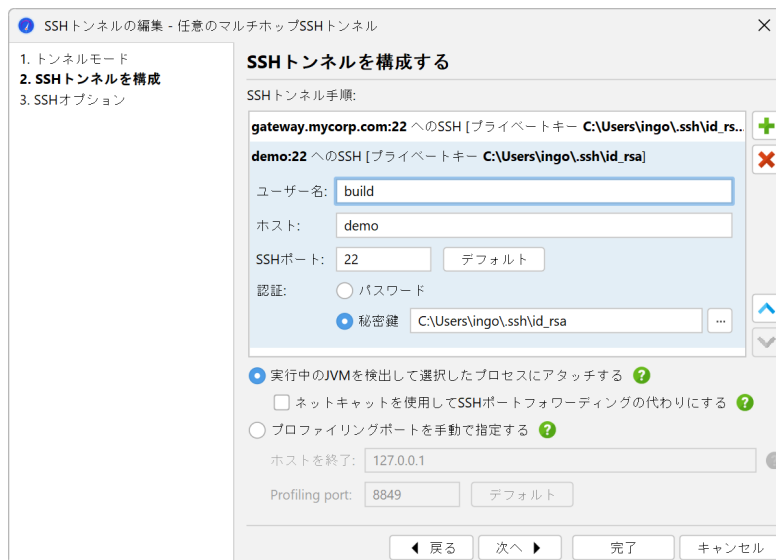 SSHトンネルの編集 - 任意のマルチホップSSHトンネル
1. トンネルモード
2. SSHトンネルを構成
3. SSHオプション
SSHトンネルを構成する
SSHトンネル手順:
gateway.mycorp.com:22 へのSSH [プライベートキー C:\Users\ingo\.ssh\id_rs...
demo:22 へのSSH [プライベートキー C:\Users\ingo\.ssh\id_rsa]
ユーザー名: build
ホスト: demo
SSHポート: 22 デフォルト
認証: パスワード
秘密鍵 C:\Users\ingo\.ssh\id_rsa ...
実行中のJVMを検出して選択したプロセスにアタッチする ?
ネットキャットを使用してSSHポートフォワーディングの代わりにする ?
プロファイリングポートを手動で指定する ?
ホストを終了: 127.0.0.1
Profiling port: 8849 デフォルト
戻る 次へ 完了 キャンセル